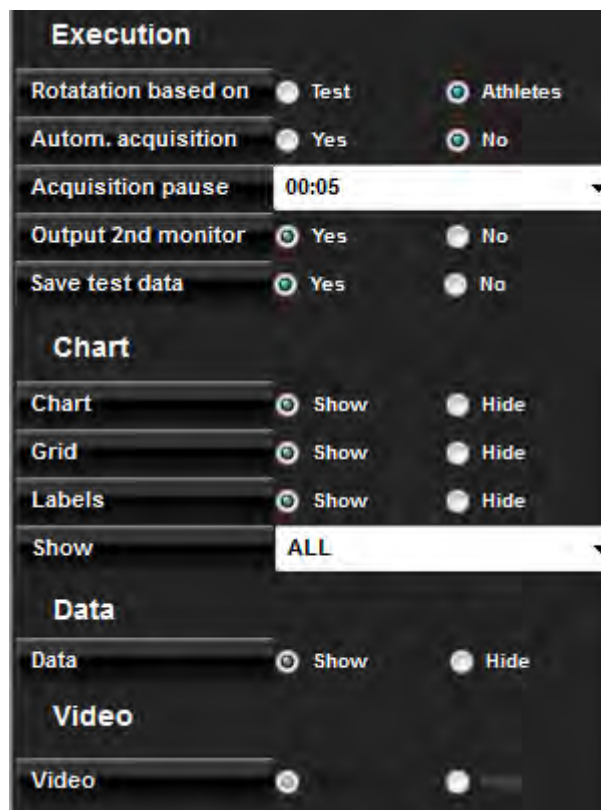 Execution
Rotatation based on Test Athletes
Autom. acquisition Yes No
Acquisition pause 00:05
Output 2nd monitor Yes No
Save test data Yes No
Chart
Chart Show Hide
Grid Show Hide
Labels Show Hide
Show ALL
Data
Data Show Hide
Video
Video